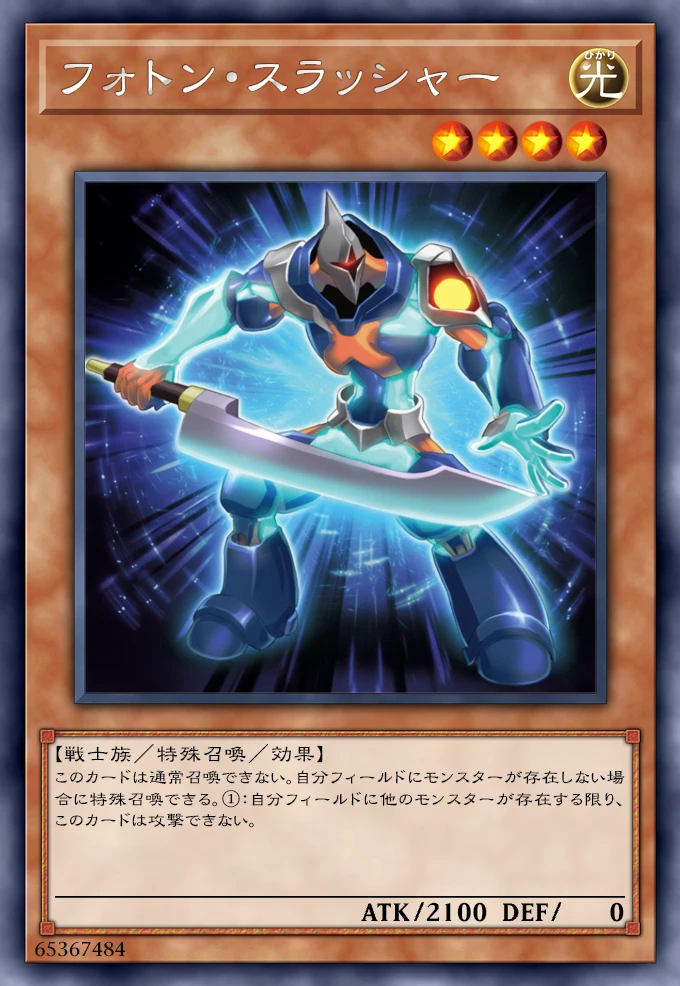 フォトン・スラッシャー
ひかり
光
【戦士族／特殊召喚／効果】
このカードは通常召喚できない。自分フィールドにモンスターが存在しない場
合に特殊召喚できる。①:自分フィールドに他のモンスターが存在する限り、
このカードは攻撃できない。
ATK/2100 DEF/ 0
65367484